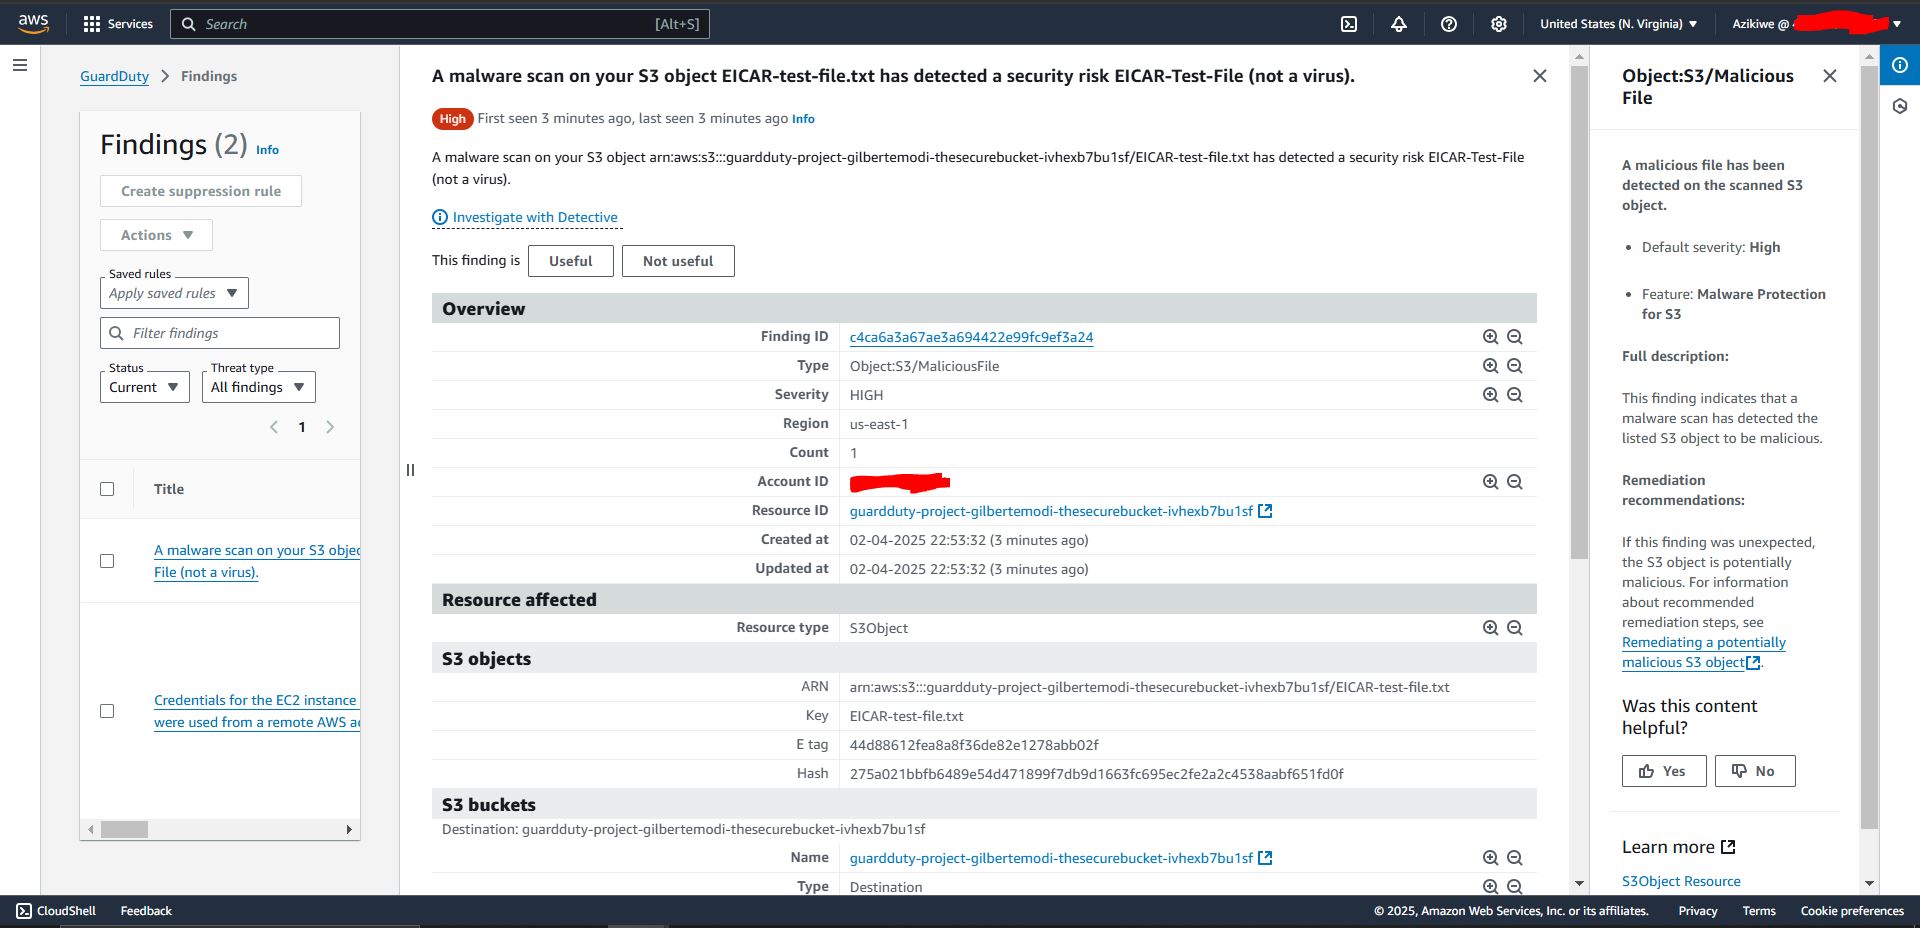 aws
Services
Search
[Alt+S]
United States (N. Virginia)
Azikiwe @
GuardDuty
Findings
Findings (2) Info
Create suppression rule
Actions
Saved rules
Apply saved rules
Filter findings
Status
Current
Threat type
All findings
1
Title
A malware scan on your S3 objec
File (not a virus).
Credentials for the EC2 instance
were used from a remote AWS ac
A malware scan on your S3 object EICAR-test-file.txt has detected a security risk EICAR-Test-File (not a virus).
High First seen 3 minutes ago, last seen 3 minutes ago Info
A malware scan on your S3 object arn:aws:s3:::guardduty-project-gilbertemodi-thesecurebucket-ivhexb7bu1sf/EICAR-test-file.txt has detected a security risk EICAR-Test-File
(not a virus).
Investigate with Detective
This finding is Useful Not useful
Overview
Finding ID c4ca6a3a67ae3a694422e99fc9ef3a24
Type Object:S3/MaliciousFile
Severity HIGH
Region us-east-1
Count 1
Account ID
Resource ID guardduty-project-gilbertemodi-thesecurebucket-ivhexb7bu1sf
Created at 02-04-2025 22:53:32 (3 minutes ago)
Updated at 02-04-2025 22:53:32 (3 minutes ago)
Resource affected
Resource type S3Object
S3 objects
ARN arn:aws:s3:::guardduty-project-gilbertemodi-thesecurebucket-ivhexb7bu1sf/EICAR-test-file.txt
Key EICAR-test-file.txt
E tag 44d88612fea8a8f36de82e1278abb02f
Hash 275a021bbfb6489e54d471899f7db9d1663fc695ec2fe2a2c4538aabf651fd0f
S3 buckets
Destination: guardduty-project-gilbertemodi-thesecurebucket-ivhexb7bu1sf
Name guardduty-project-gilbertemodi-thesecurebucket-ivhexb7bu1sf
Type Destination
Object:S3/Malicious
File
A malicious file has been
detected on the scanned S3
object.
• Default severity: High
• Feature: Malware Protection
for S3
Full description:
This finding indicates that a
malware scan has detected the
listed S3 object to be malicious.
Remediation
recommendations:
If this finding was unexpected,
the S3 object is potentially
malicious. For information
about recommended
remediation steps, see
Remediating a potentially
malicious S3 object.
Was this content
helpful?
Yes
No
Learn more
S3Object Resource
CloudShell
Feedback
© 2025, Amazon Web Services, Inc. or its affiliates.
Privacy
Terms
Cookie preferences